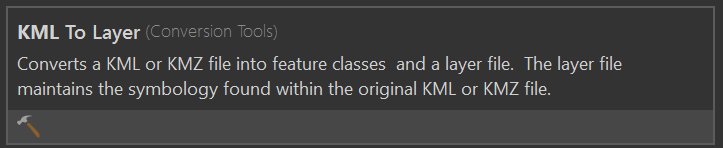 KML To Layer (Conversion Tools)
Converts a KML or KMZ file into feature classes  and a layer file.  The layer file
maintains the symbology found within the original KML or KMZ file.